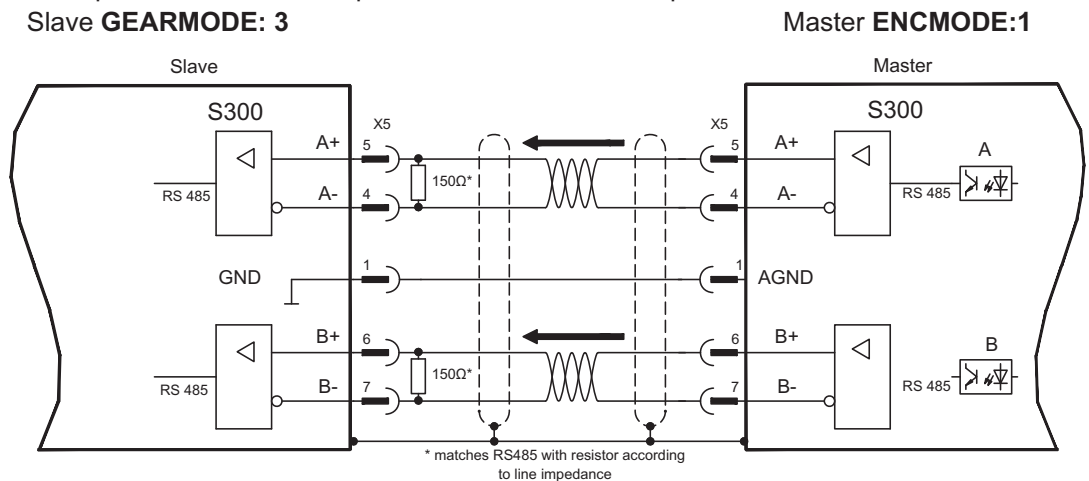 Slave GEARMODE: 3
Master ENCMODE:1
Slave
Master
S300
X5
X5
S300
A+
5
5
A+
A
150Ω*
RS 485
A-
4
4
A-
RS 485
GND
1
1
AGND
B+
6
6
B+
B
150Ω*
RS 485
B-
7
7
B-
RS 485
* matches RS485 with resistor according
to line impedance